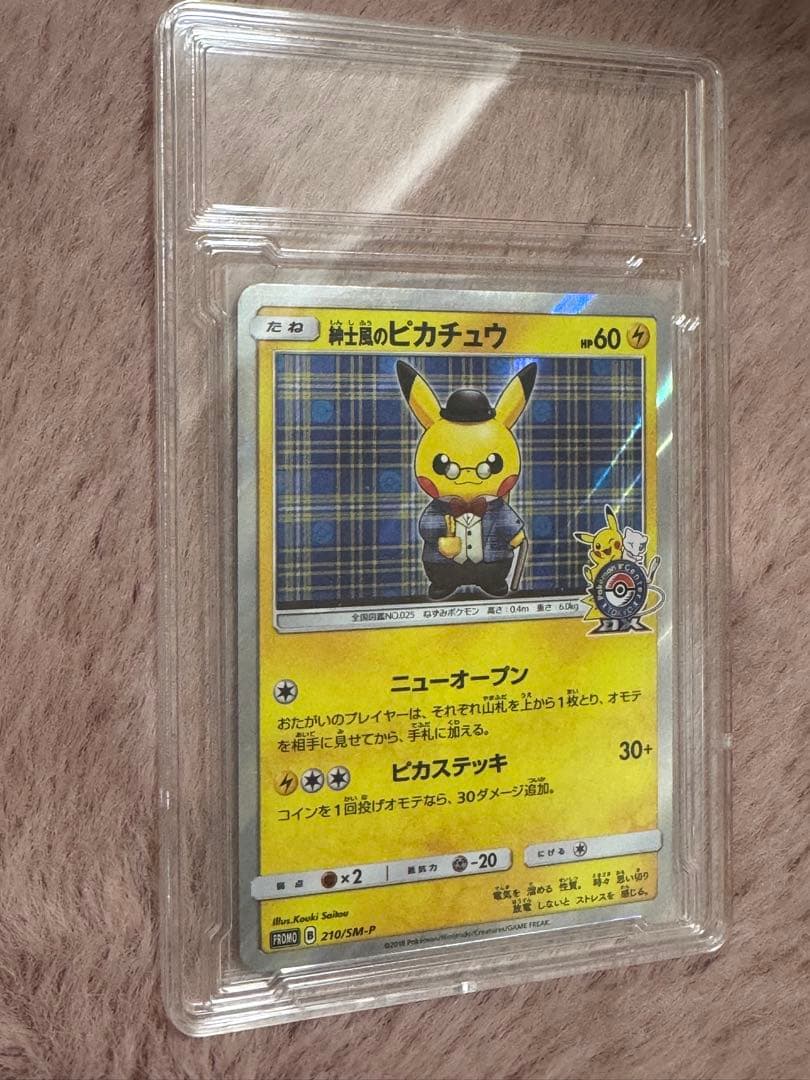 たね 紳士風のピカチュウ HP60
全国図鑑NO.025 ねずみポケモン 高さ:0.4m 重さ:6.0kg
Pokémon Center
TOKYO
DX
ニューオープン
おたがいのプレイヤーは、それぞれ山札を上から1枚とり、オモテ
を相手に見せてから、手札に加える。
ピカステッキ 30+
コインを1回投げオモテなら、30ダメージ追加。
弱点 ×2 抵抗力 -20 にげる
電気を 溜める 性質。 時々 思い切り
放電 しないと ストレスを 感じる。
Illus.Kouki Saitou
PROMO B 210/SM-P
©2018 Pokémon/Nintendo/Creatures/GAME FREAK.